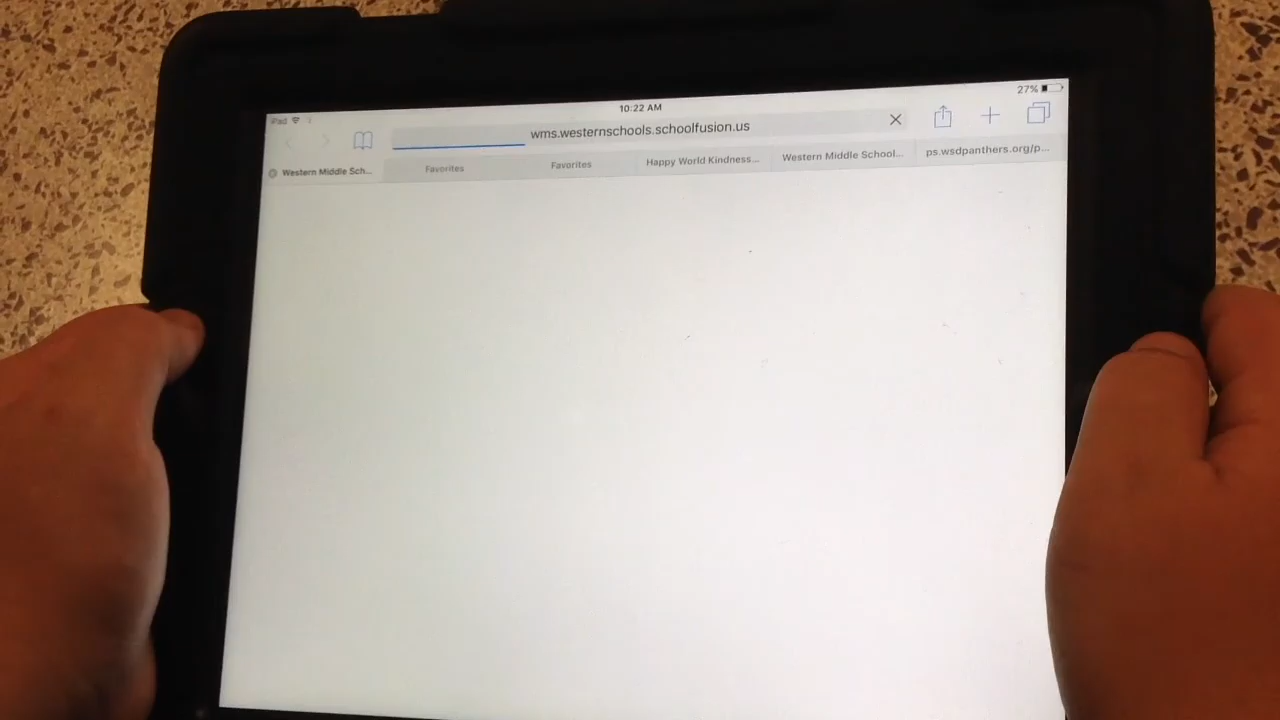 iPad
10:22 AM
27%
wms.westernschools.schoolfusion.us
Western Middle Sch...
Favorites
Favorites
Happy World Kindness...
Western Middle School...
ps.wsdpanthers.org/p...